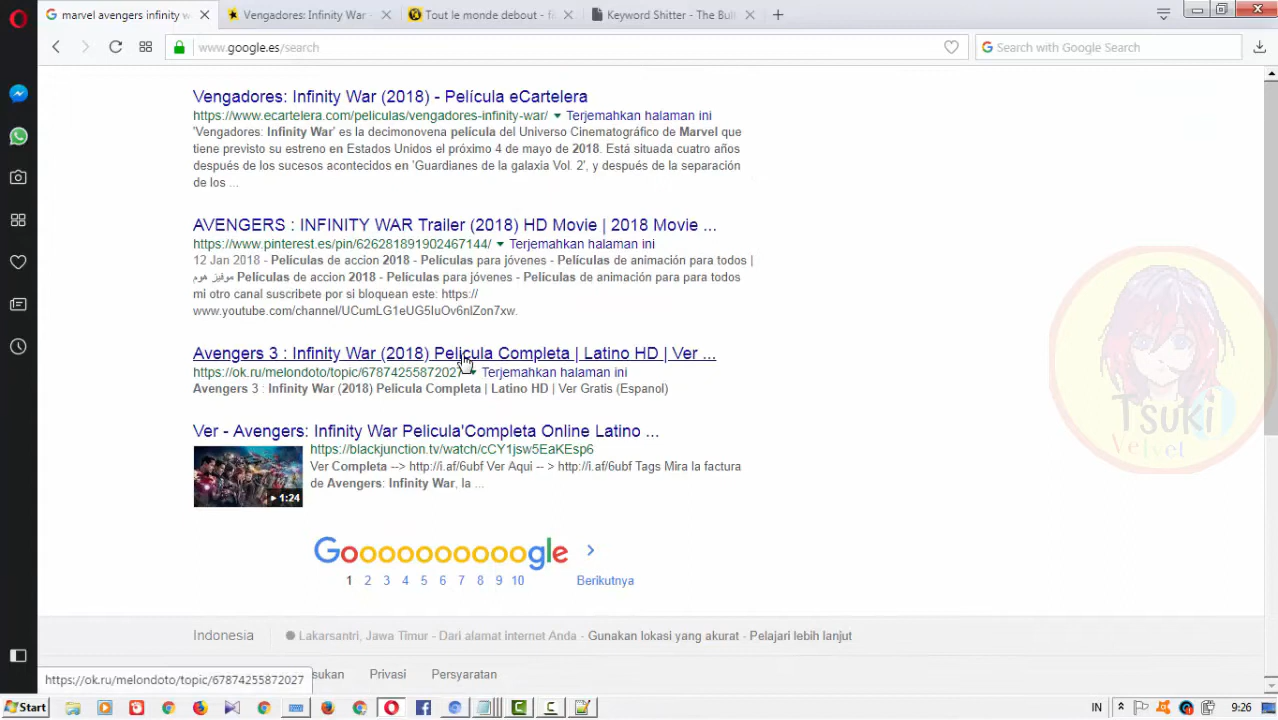 marvel avengers infinity w
Vengadores: Infinity War
Tout le monde debout - f
Keyword Shitter - The Bu
www.google.es/search
Search with Google Search
Vengadores: Infinity War (2018) - Película eCartelera
https://www.ecartelera.com/peliculas/vengadores-infinity-war/ Terjemahkan halaman ini
'Vengadores: Infinity War' es la decimonovena película del Universo Cinematográfico de Marvel que
tiene previsto su estreno en Estados Unidos el próximo 4 de mayo de 2018. Está situada cuatro años
después de los sucesos acontecidos en 'Guardianes de la galaxia Vol. 2', y después de la separación
de los ...
AVENGERS : INFINITY WAR Trailer (2018) HD Movie | 2018 Movie ...
https://www.pinterest.es/pin/626281891902467144/ Terjemahkan halaman ini
12 Jan 2018 - Películas de accion 2018 - Películas para jóvenes - Películas de animación para todos |
موفيز هوم Películas de accion 2018 - Películas para jóvenes - Películas de animación para todos
mi otro canal suscribete por si bloquean este: https://
www.youtube.com/channel/UCumLG1eUG5IuOv6nlZon7xw.
Avengers 3 : Infinity War (2018) Pelicula Completa | Latino HD | Ver ...
https://ok.ru/melondoto/topic/67874255872027 Terjemahkan halaman ini
Avengers 3 : Infinity War (2018) Pelicula Completa | Latino HD | Ver Gratis (Espanol)
Ver - Avengers: Infinity War Pelicula'Completa Online Latino ...
https://blackjunction.tv/watch/cCY1jsw5EaKEsp6
Ver Completa --> http://i.af/6ubf Ver Aqui -- > http://i.af/6ubf Tags Mira la factura
de Avengers: Infinity War, la ...
1:24
Goooooooooogle
1 2 3 4 5 6 7 8 9 10 Berikutnya
Indonesia
Lakarsantri, Jawa Timur - Dari alamat internet Anda - Gunakan lokasi yang akurat - Pelajari lebih lanjut
https://ok.ru/melondoto/topic/67874255872027
sukan Privasi Persyaratan
Tsuki
Velvet
Start
IN
9:26